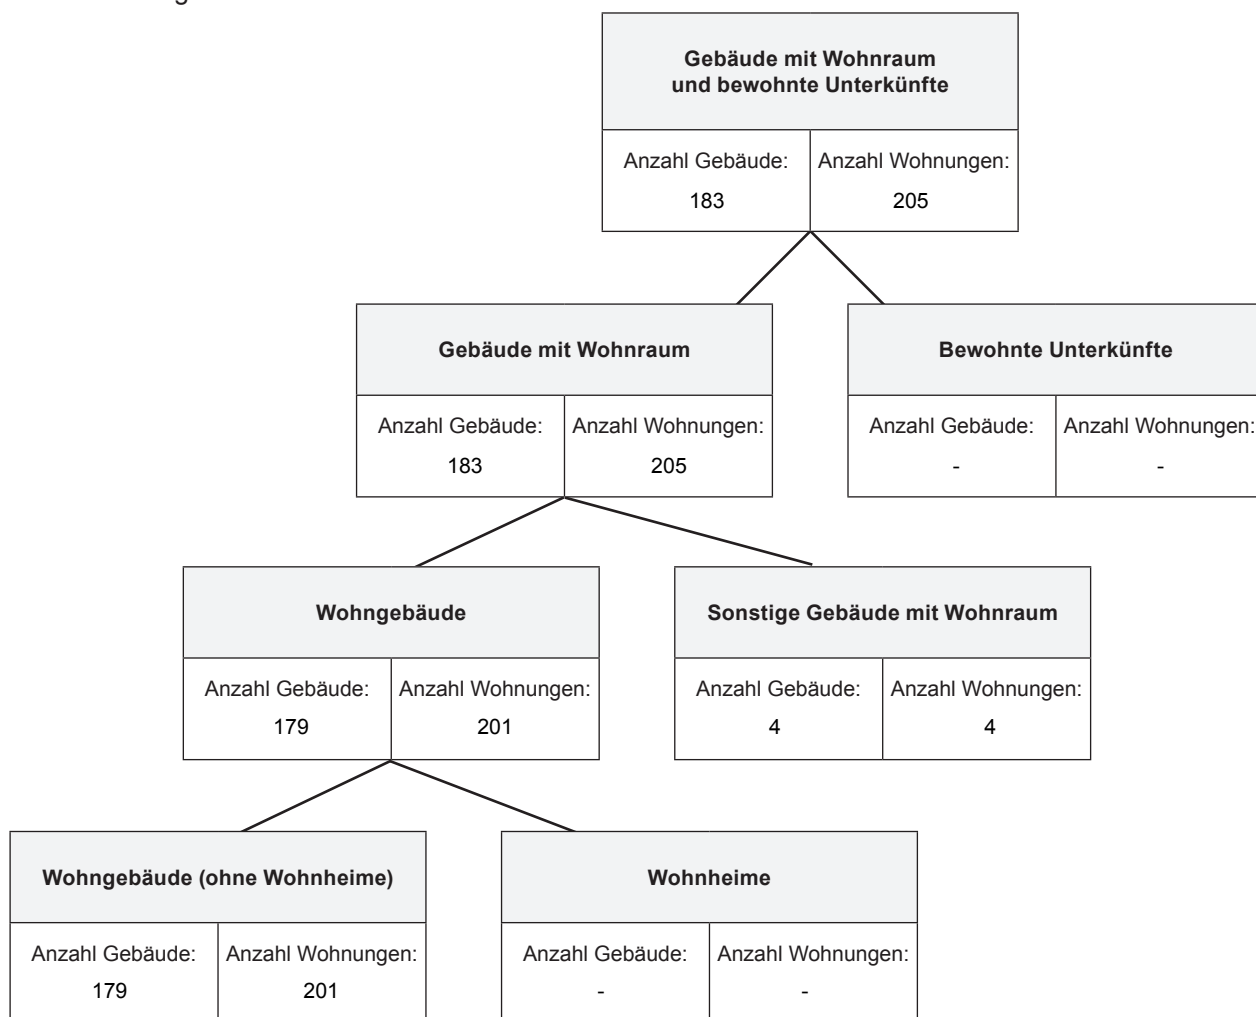 Gebäude mit Wohnraum
und bewohnte Unterkünfte
Anzahl Gebäude: Anzahl Wohnungen:
183 205
Gebäude mit Wohnraum Bewohnte Unterkünfte
Anzahl Gebäude: Anzahl Wohnungen: Anzahl Gebäude: Anzahl Wohnungen:
183 205 - -
Wohngebäude Sonstige Gebäude mit Wohnraum
Anzahl Gebäude: Anzahl Wohnungen: Anzahl Gebäude: Anzahl Wohnungen:
179 201 4 4
Wohngebäude (ohne Wohnheime) Wohnheime
Anzahl Gebäude: Anzahl Wohnungen: Anzahl Gebäude: Anzahl Wohnungen:
179 201 - -